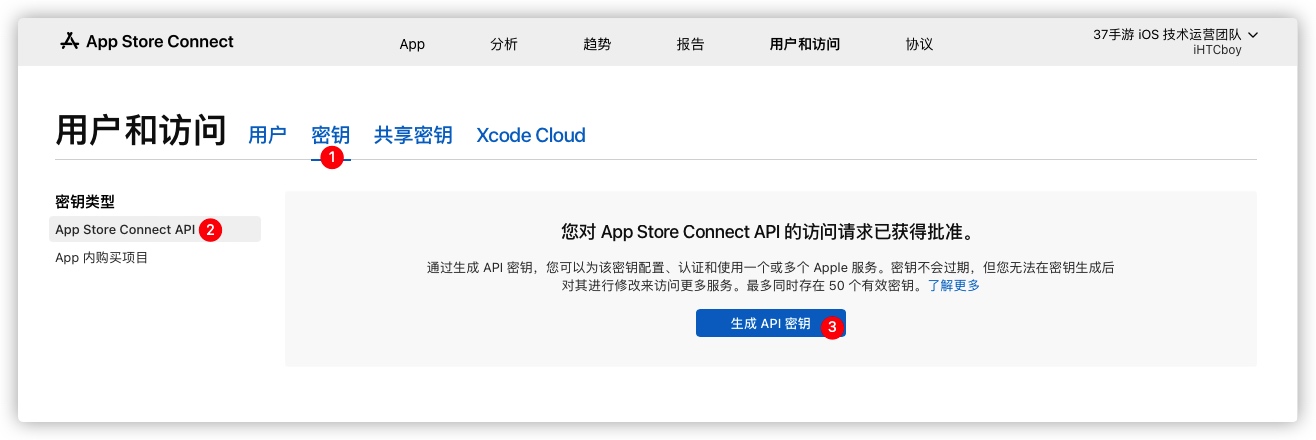 App Store Connect
App
分析
趋势
报告
用户和访问
协议
37手游 iOS 技术运营团队
iHTCboy
用户和访问
用户
密钥
共享密钥
Xcode Cloud
1
密钥类型
App Store Connect API
2
App 内购买项目
您对 App Store Connect API 的访问请求已获得批准。
通过生成 API 密钥，您可以为该密钥配置、认证和使用一个或多个 Apple 服务。密钥不会过期，但您无法在密钥生成后
对其进行修改来访问更多服务。最多同时存在 50 个有效密钥。了解更多
生成 API 密钥
3